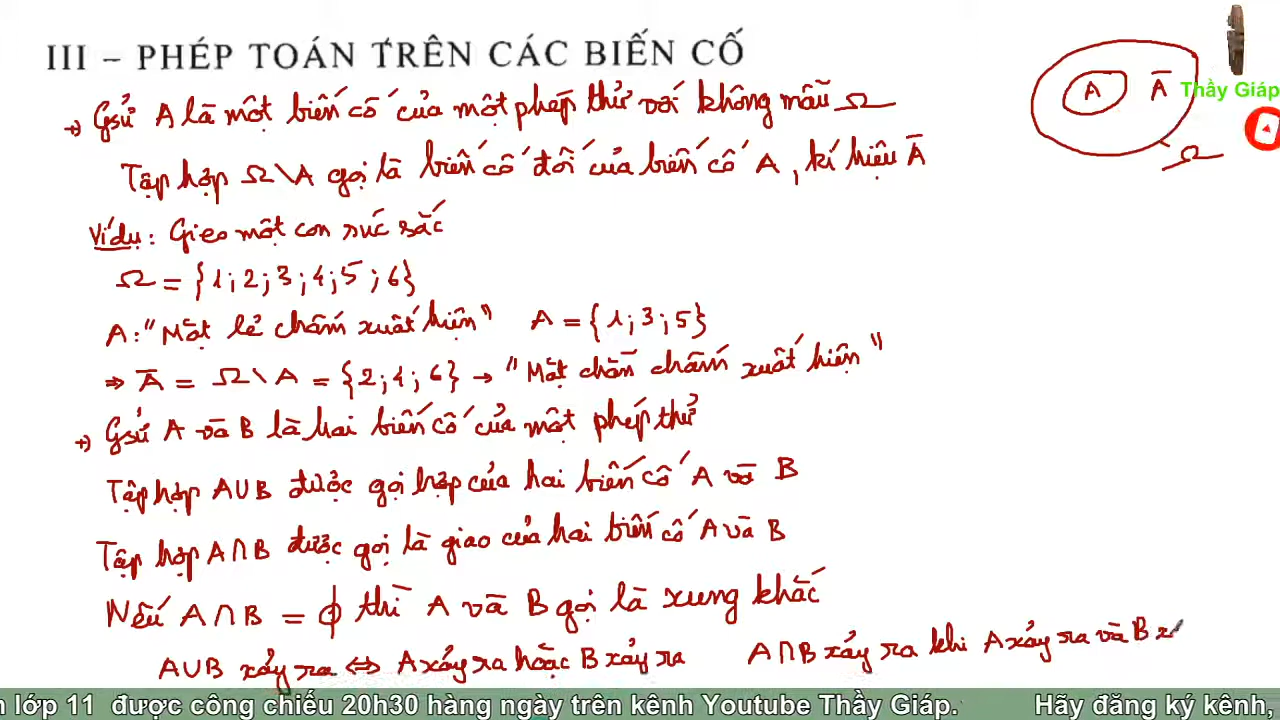 III – PHÉP TOÁN TRÊN CÁC BIẾN CỐ
+) Gsử A là một biến cố của một phép thử với không mẫu Ω
Tập hợp Ω\A gọi là biến cố đối của biến cố A, kí hiệu Ā
A Ā
Thầy Giáp
Ω
Ví dụ: Gieo một con súc sắc
Ω = {1; 2; 3; 4; 5; 6}
A: "Mặt lẻ chấm xuất hiện" A = {1; 3; 5}
⇒ Ā = Ω\A = {2; 4; 6} → "Mặt chẵn chấm xuất hiện"
+) Gsử A và B là hai biến cố của một phép thử
Tập hợp A∪B được gọi hợp của hai biến cố A và B
Tập hợp A∩B được gọi là giao của hai biến cố A và B
Nếu A∩B = ϕ thì A và B gọi là xung khắc
A∪B xảy ra ⇔ A xảy ra hoặc B xảy ra A∩B xảy ra khi A xảy ra và B x
n lớp 11 được công chiếu 20h30 hàng ngày trên kênh Youtube Thầy Giáp. Hãy đăng ký kênh,